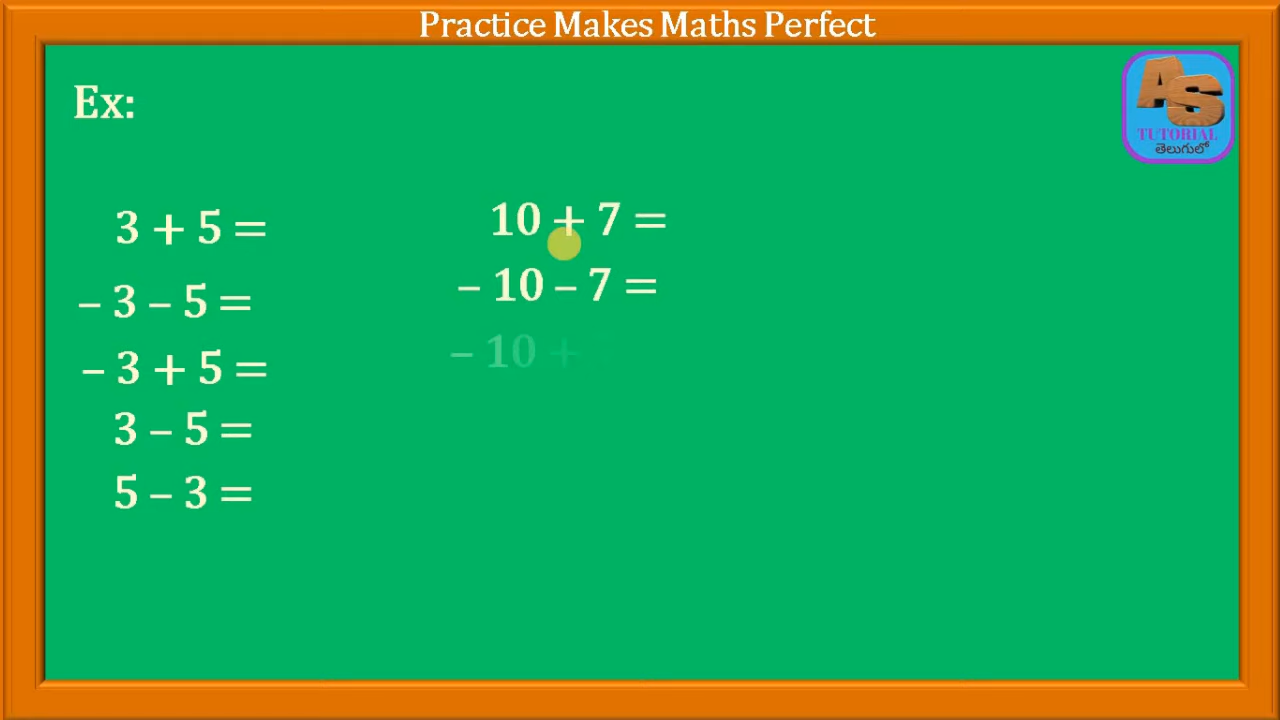 Practice Makes Maths Perfect
AS
TUTORIAL
తెలుగులో
Ex:
3 + 5 =
– 3 – 5 =
– 3 + 5 =
3 – 5 =
5 – 3 =
10 + 7 =
– 10 – 7 =
– 10 +